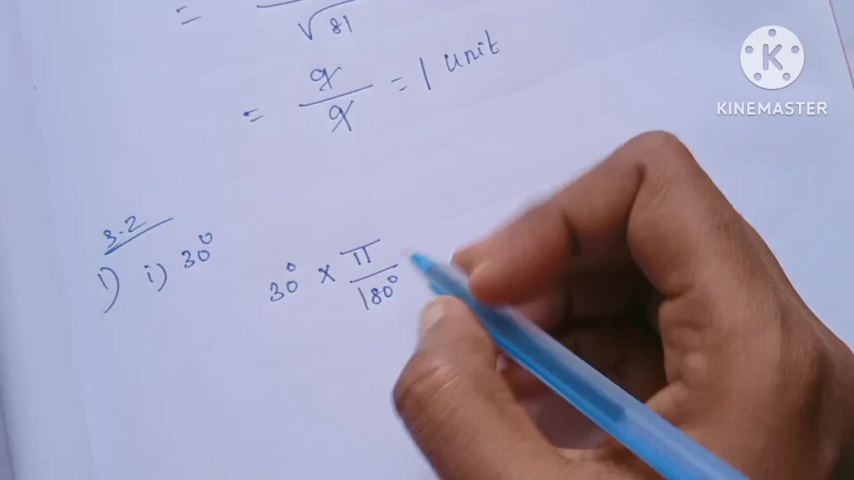 = √81
= 9/9 = 1 unit
KINEMASTER
3.2
1) i) 30° 30° × π/180°